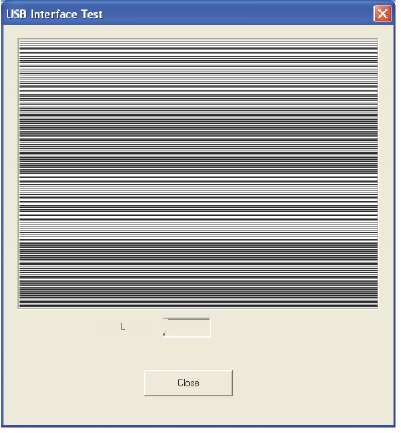 USB Interface Test
L
Close